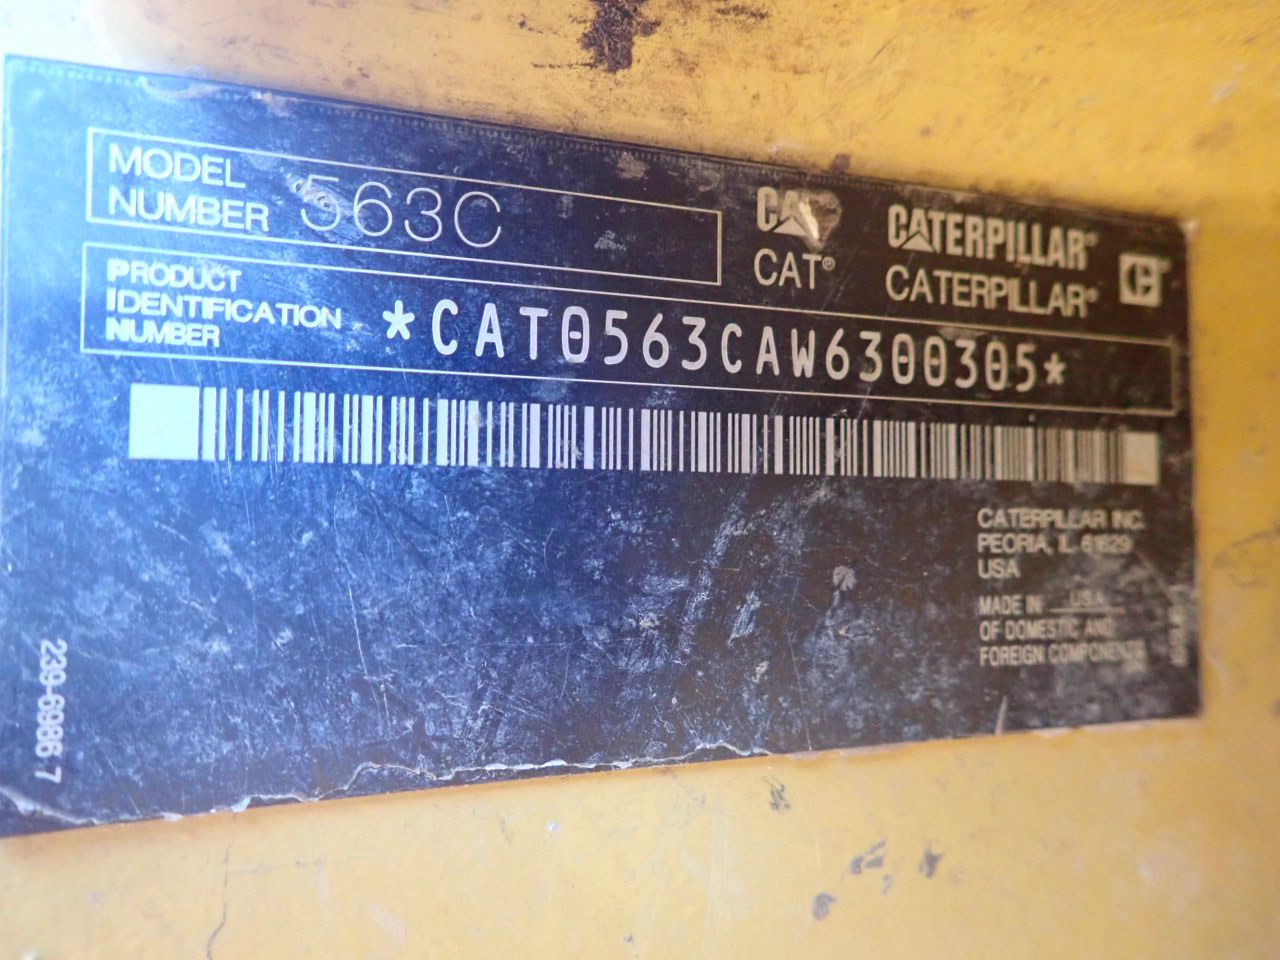 MODEL
NUMBER 563C
CAT CATERPILLAR C
CAT® CATERPILLAR®
PRODUCT
IDENTIFICATION
NUMBER
*CAT0563CAW6300305*
CATERPILLAR INC.
PEORIA, IL 61629
USA
MADE IN USA
OF DOMESTIC AND
FOREIGN COMPONENTS
239-6986 7